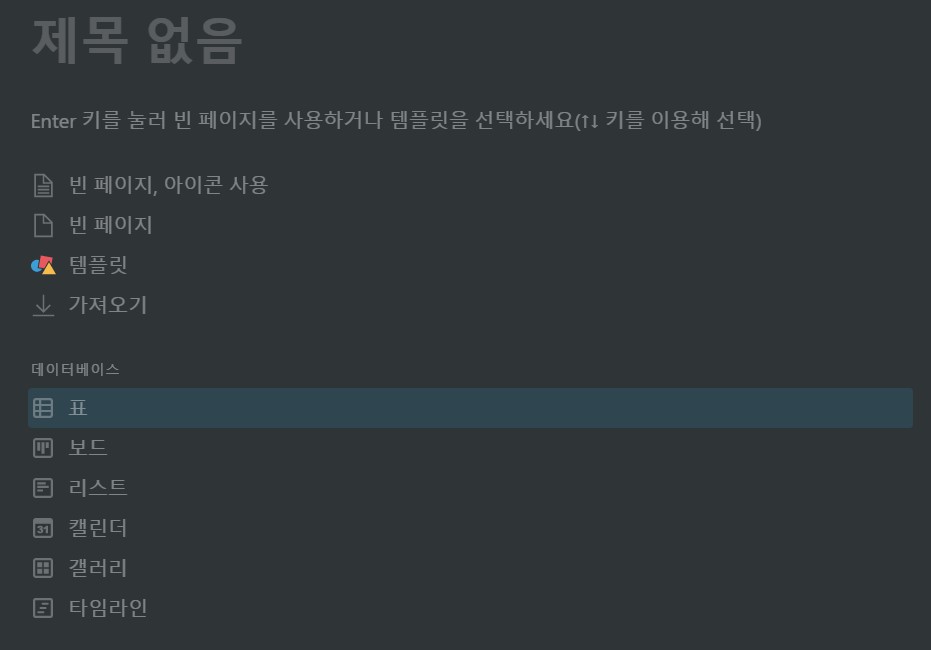 제목 없음
Enter 키를 눌러 빈 페이지를 사용하거나 템플릿을 선택하세요(↑↓ 키를 이용해 선택)
빈 페이지, 아이콘 사용
빈 페이지
템플릿
가져오기
데이터베이스
표
보드
리스트
31 캘린더
갤러리
타임라인